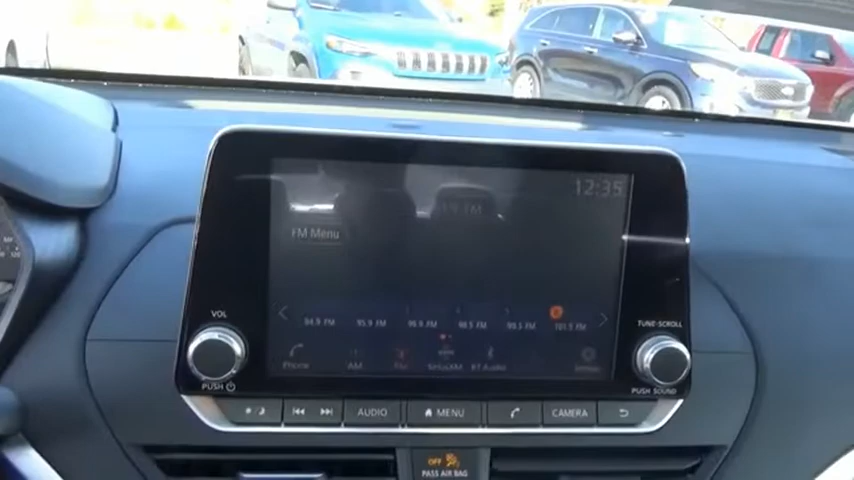 12:35
FM Menu
94.9 FM 95.9 FM 96.9 FM 98.5 FM 99.5 FM 101.5 FM
Phone AM FM SiriusXM BT Audio
VOL
PUSH
TUNE·SCROLL
PUSH SOUND
AUDIO MENU CAMERA
OFF
PASS AIR BAG